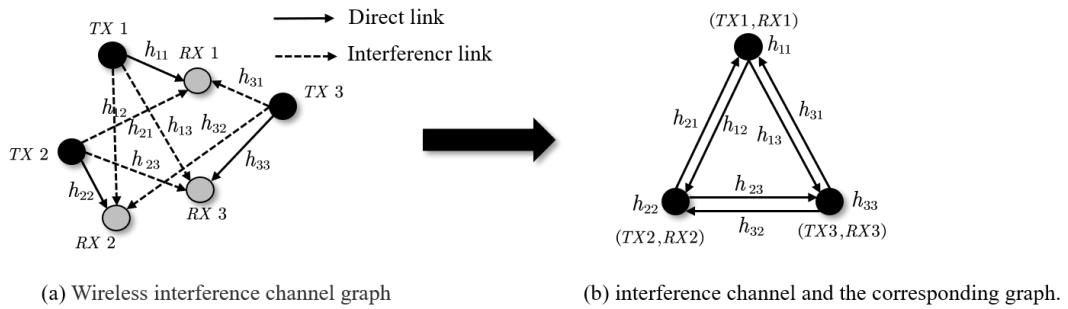 TX 1
h11
RX 1
Direct link
Interferencr link
h31
TX 3
h12
h21
h13
h32
TX 2
h23
h33
h22
RX 3
RX 2
(a) Wireless interference channel graph
(TX1,RX1)
h11
h21
h12
h13
h31
h22
h23
h33
(TX2,RX2)
h32
(TX3,RX3)
(b) interference channel and the corresponding graph.